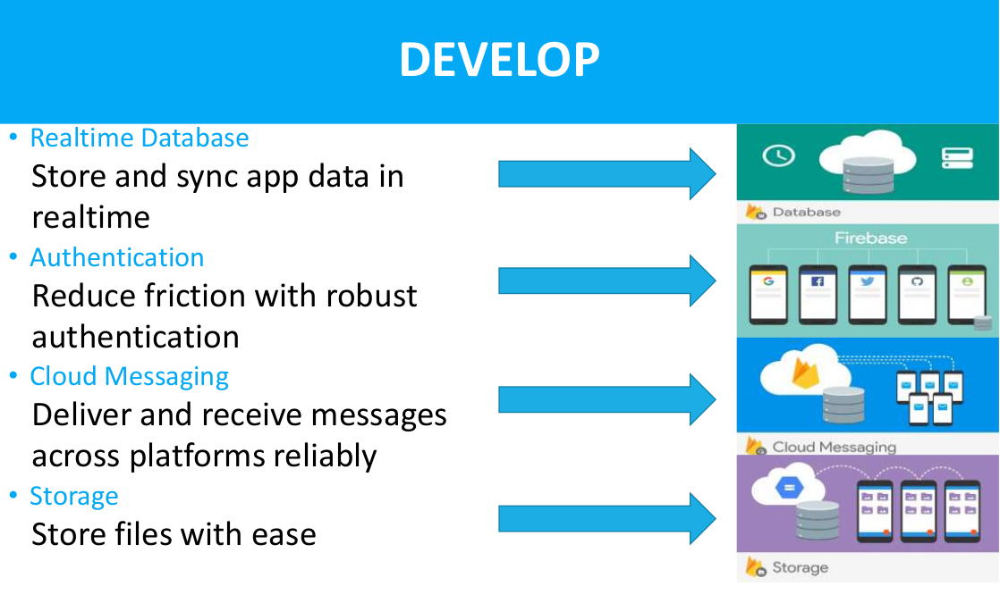 DEVELOP
• Realtime Database
Store and sync app data in
realtime
• Authentication
Reduce friction with robust
authentication
• Cloud Messaging
Deliver and receive messages
across platforms reliably
• Storage
Store files with ease
Database
Firebase
Cloud Messaging
Storage